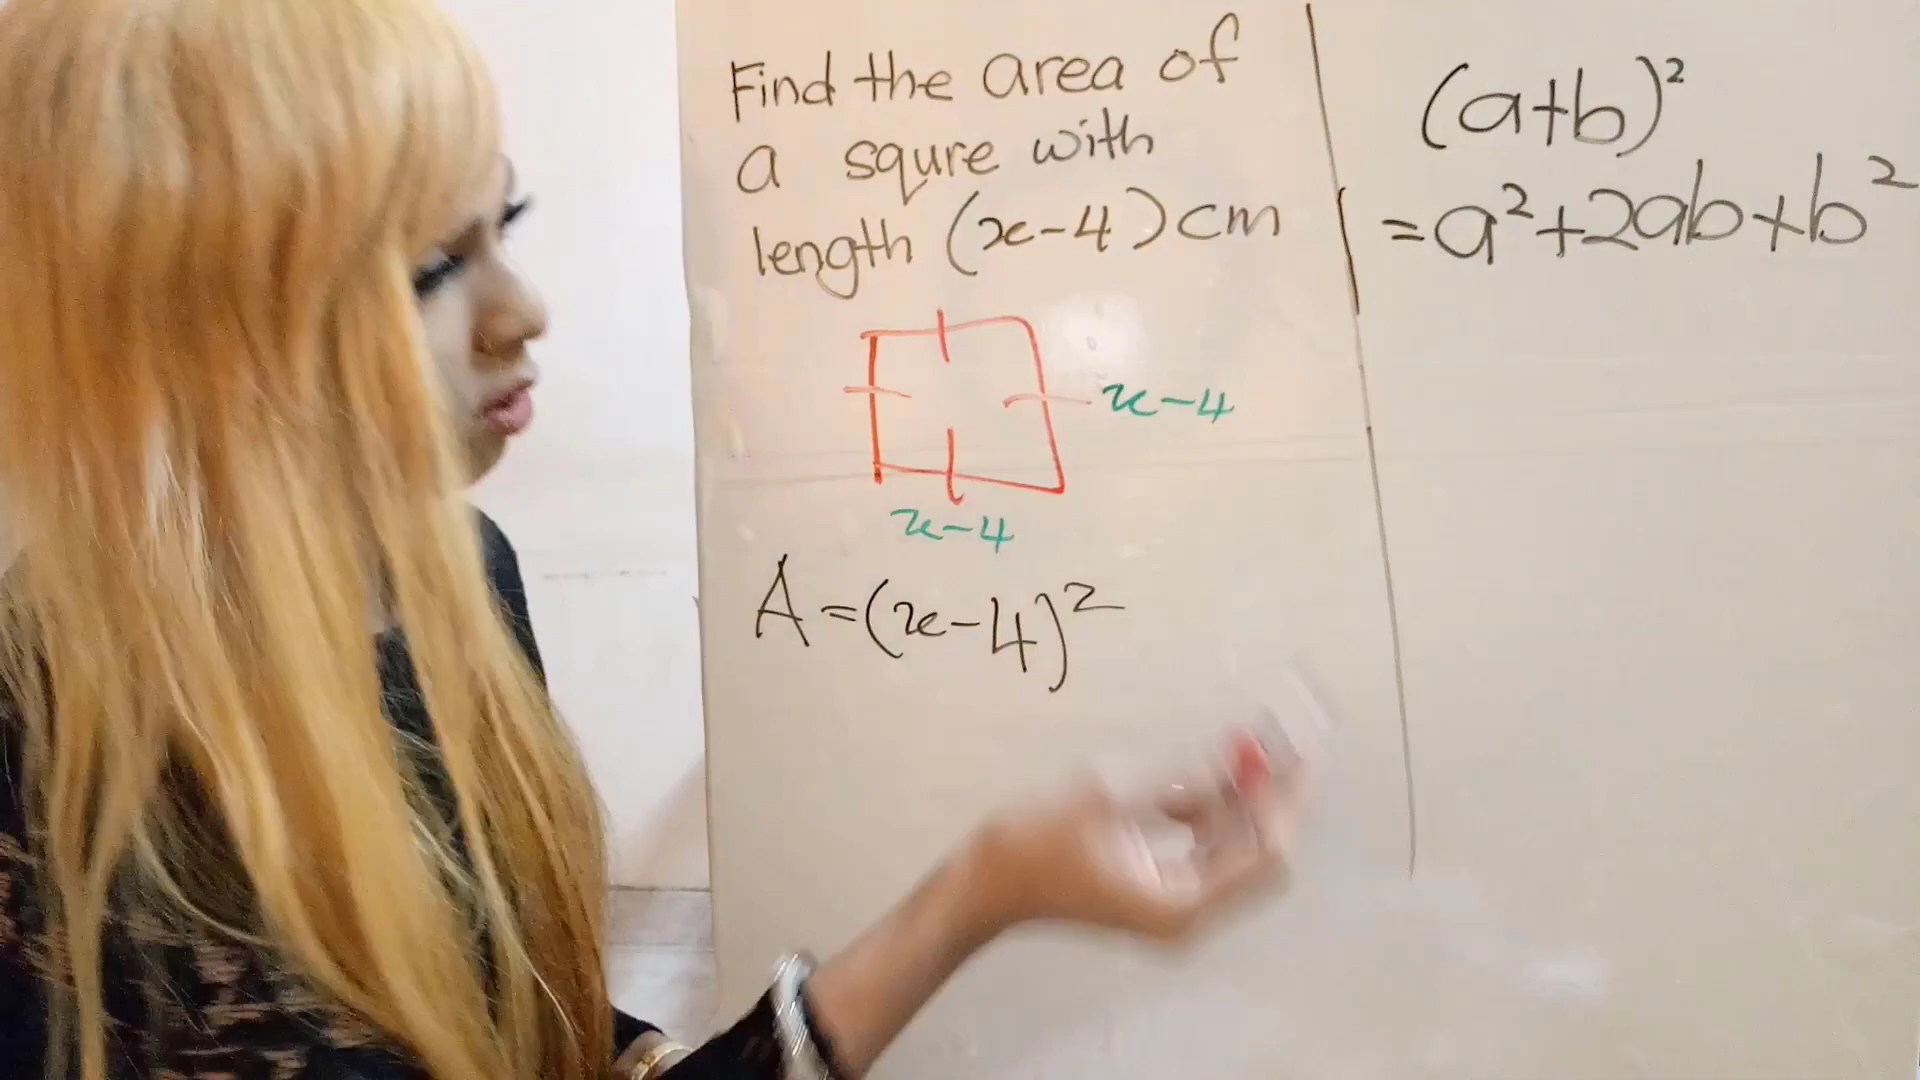 Find the area of
a squre with
length (x-4)cm
x-4
x-4
A=(x-4)²
(a+b)²
=a²+2ab+b²